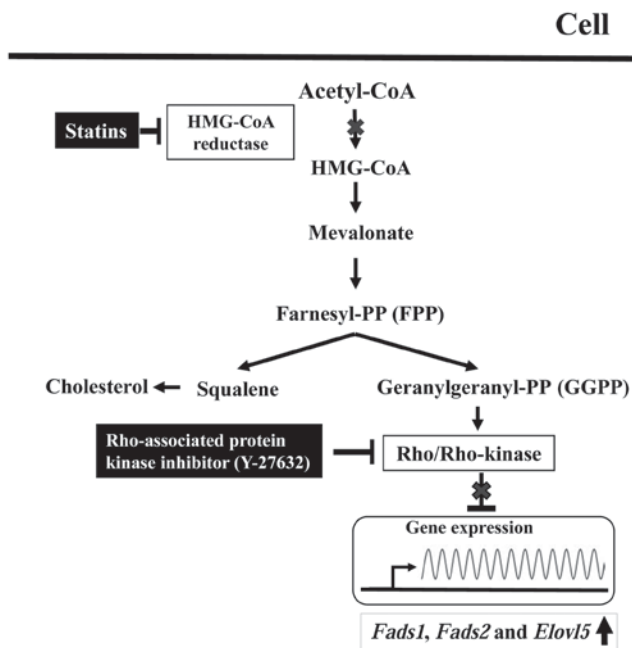 Cell
Acetyl-CoA
Statins
HMG-CoA
reductase
HMG-CoA
Mevalonate
Farnesyl-PP (FPP)
Cholesterol
Squalene
Geranylgeranyl-PP (GGPP)
Rho-associated protein
kinase inhibitor (Y-27632)
Rho/Rho-kinase
Gene expression
Fads1, Fads2 and Elovl5